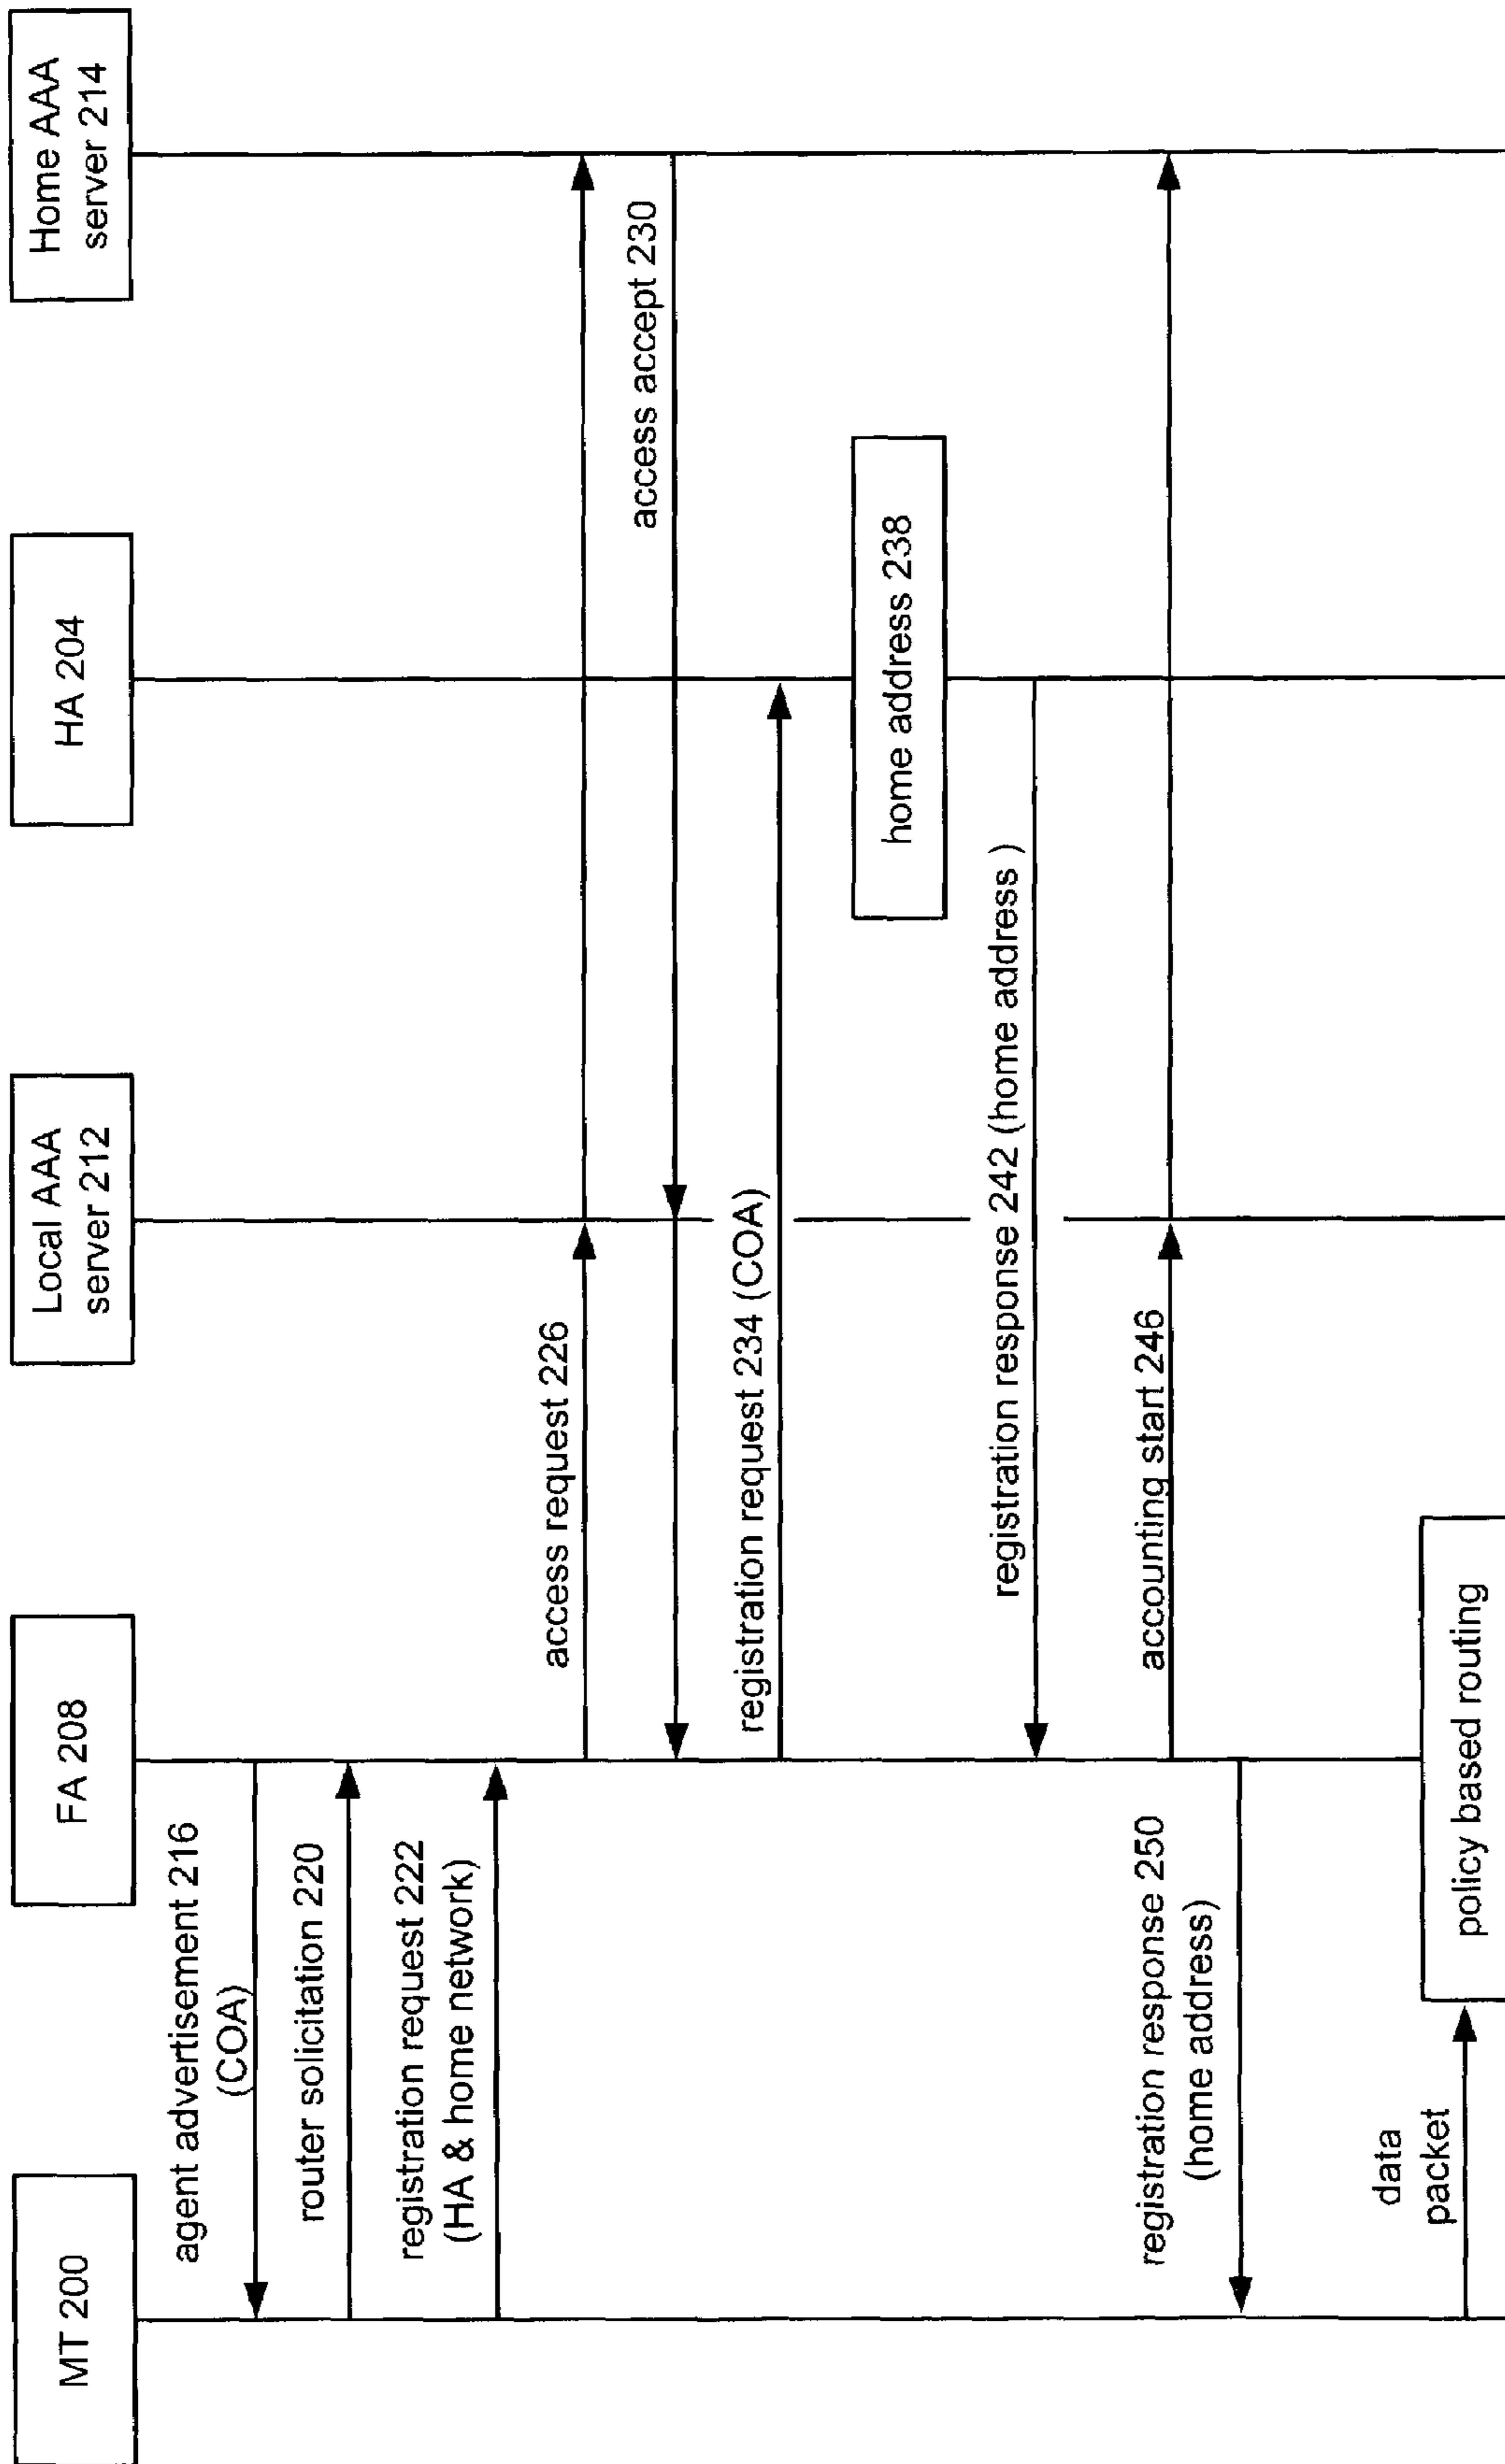 MT 200
FA 208
Local AAA
server 212
HA 204
Home AAA
server 214
agent advertisement 216
(COA)
router solicitation 220
registration request 222
(HA & home network)
access request 226
access accept 230
registration request 234 (COA)
home address 238
registration response 242 (home address )
accounting start 246
registration response 250
(home address)
data
packet
policy based routing